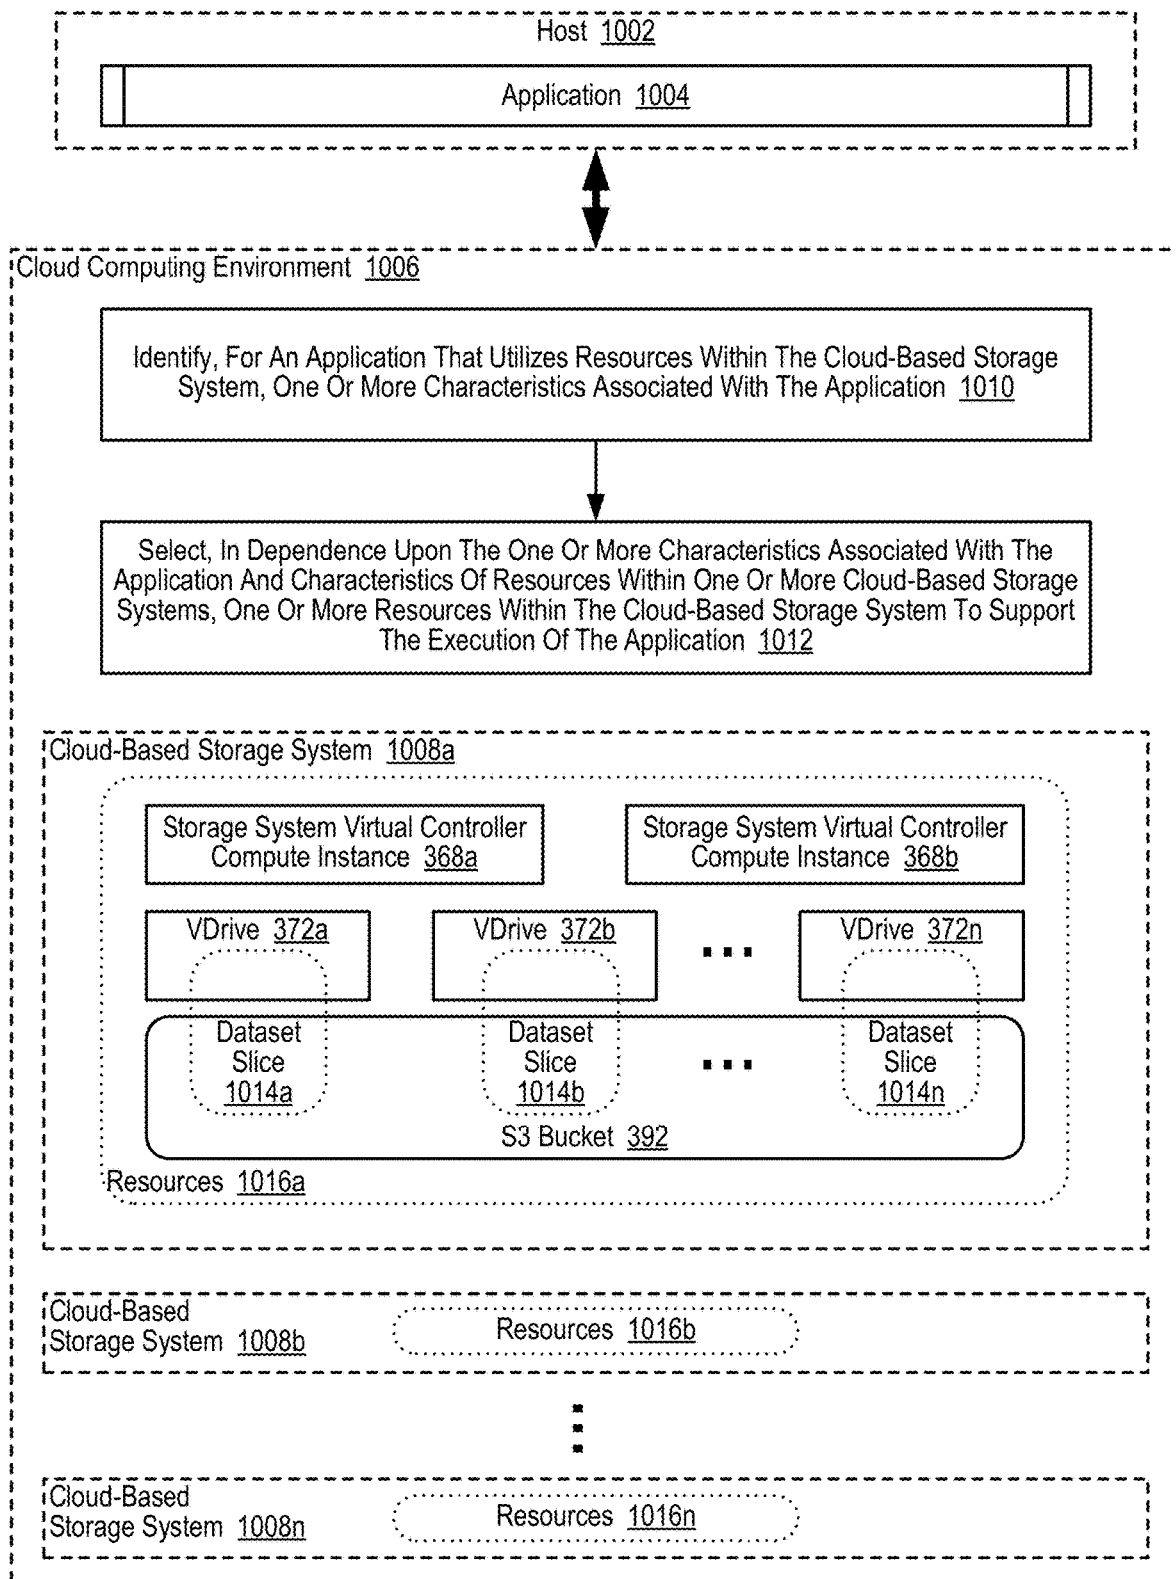 Host 1002
Application 1004
Cloud Computing Environment 1006
Identify, For An Application That Utilizes Resources Within The Cloud-Based Storage
System, One Or More Characteristics Associated With The Application 1010
Select, In Dependence Upon The One Or More Characteristics Associated With The
Application And Characteristics Of Resources Within One Or More Cloud-Based Storage
Systems, One Or More Resources Within The Cloud-Based Storage System To Support
The Execution Of The Application 1012
Cloud-Based Storage System 1008a
Storage System Virtual Controller
Compute Instance 368a
Storage System Virtual Controller
Compute Instance 368b
VDrive 372a
VDrive 372b
VDrive 372n
Dataset
Slice
1014a
Dataset
Slice
1014b
Dataset
Slice
1014n
S3 Bucket 392
Resources 1016a
Cloud-Based
Storage System 1008b
Resources 1016b
Cloud-Based
Storage System 1008n
Resources 1016n